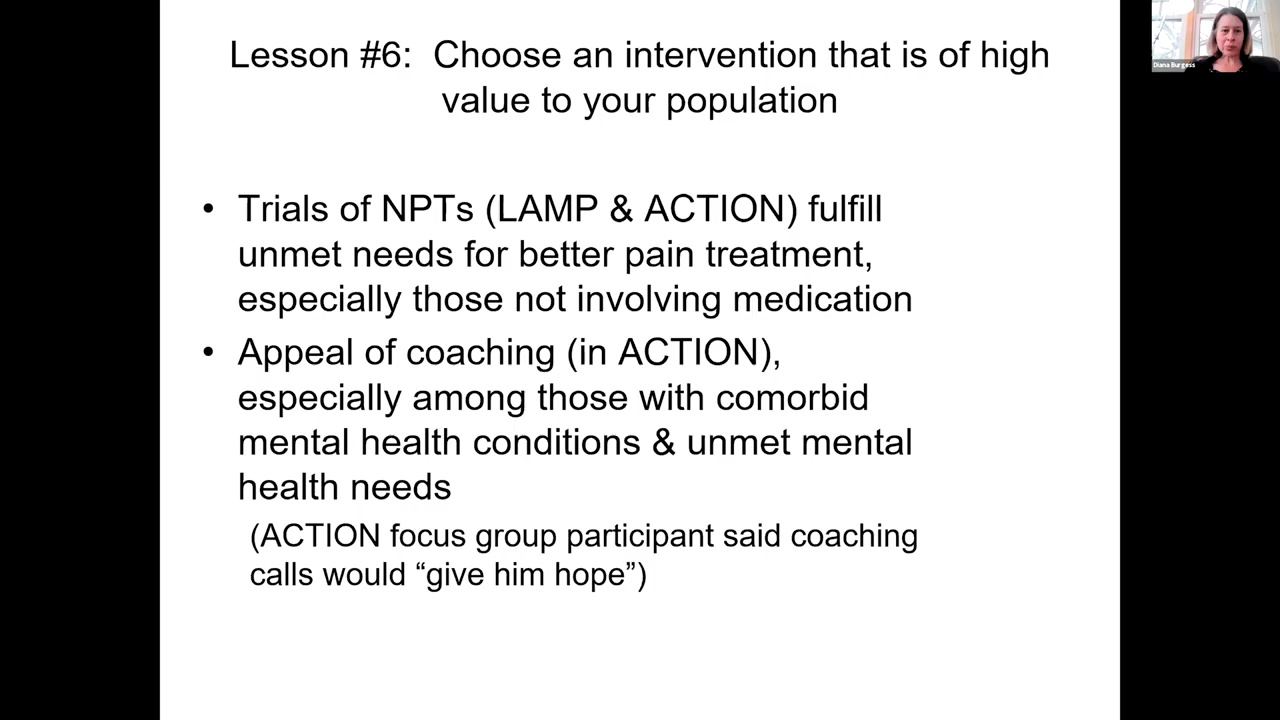 Lesson #6:  Choose an intervention that is of high
value to your population
• Trials of NPTs (LAMP & ACTION) fulfill
unmet needs for better pain treatment,
especially those not involving medication
• Appeal of coaching (in ACTION),
especially among those with comorbid
mental health conditions & unmet mental
health needs
(ACTION focus group participant said coaching
calls would “give him hope”)
Diana Burgess